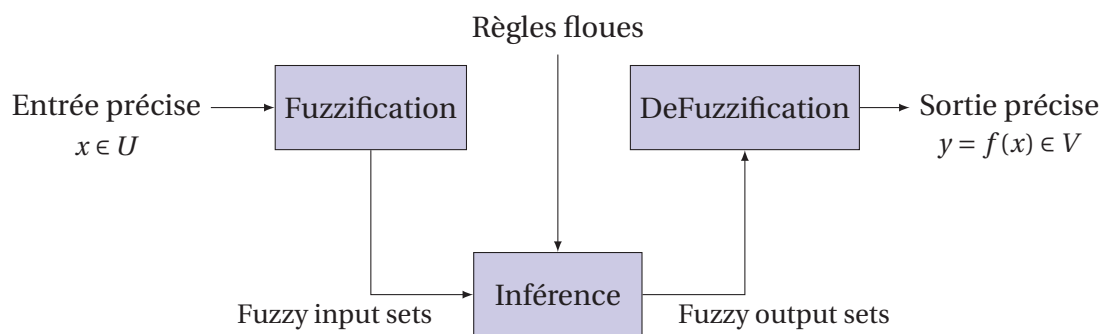 Règles floues
Entrée précise
x ∈ U
Fuzzification
DeFuzzification
Sortie précise
y = f(x) ∈ V
Inférence
Fuzzy input sets
Fuzzy output sets